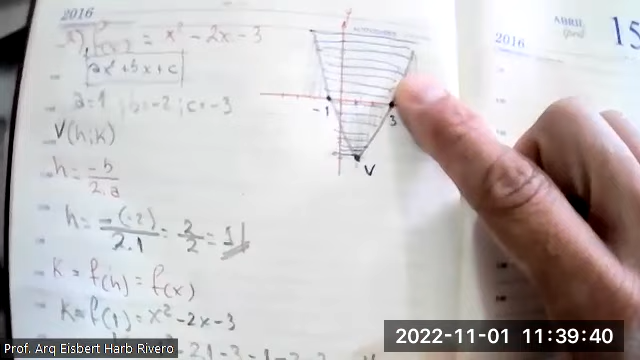 2016
f(x) = x² - 2x - 3
ax² + bx + c
a=1 ; b=-2 ; c=-3
V(h;k)
h = -b / 2.a
h = -(-2) / 2.1 = 2/2 = 1
K = f(h) = f(x)
K = f(1) = x² - 2x - 3
y
-1
3
V
2016
ABRIL
(april)
15
2022-11-01 11:39:40
Prof. Arq Eisbert Harb Rivero